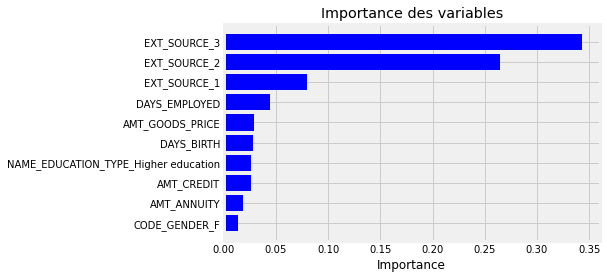 Importance des variables
EXT_SOURCE_3
EXT_SOURCE_2
EXT_SOURCE_1
DAYS_EMPLOYED
AMT_GOODS_PRICE
DAYS_BIRTH
NAME_EDUCATION_TYPE_Higher education
AMT_CREDIT
AMT_ANNUITY
CODE_GENDER_F
0.00 0.05 0.10 0.15 0.20 0.25 0.30 0.35
Importance